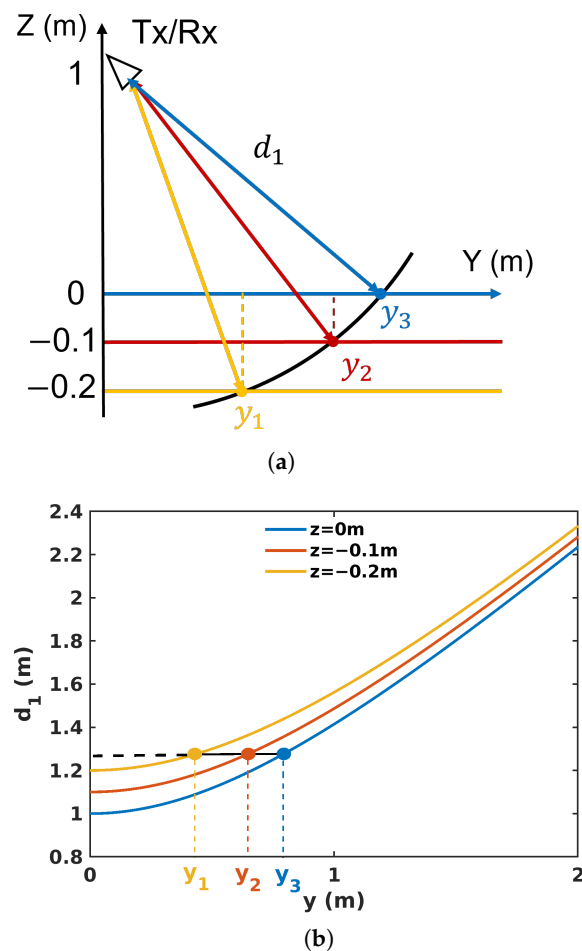 Z (m)
Tx/Rx
1
d₁
Y (m)
0
y₃
−0.1
y₂
−0.2
y₁
(a)
2.4
z=0m
2.2
z=−0.1m
2
z=−0.2m
1.8
d₁ (m)
1.6
1.4
1.2
1
0.8
0
y₁
y₂
y₃
1
2
y (m)
(b)